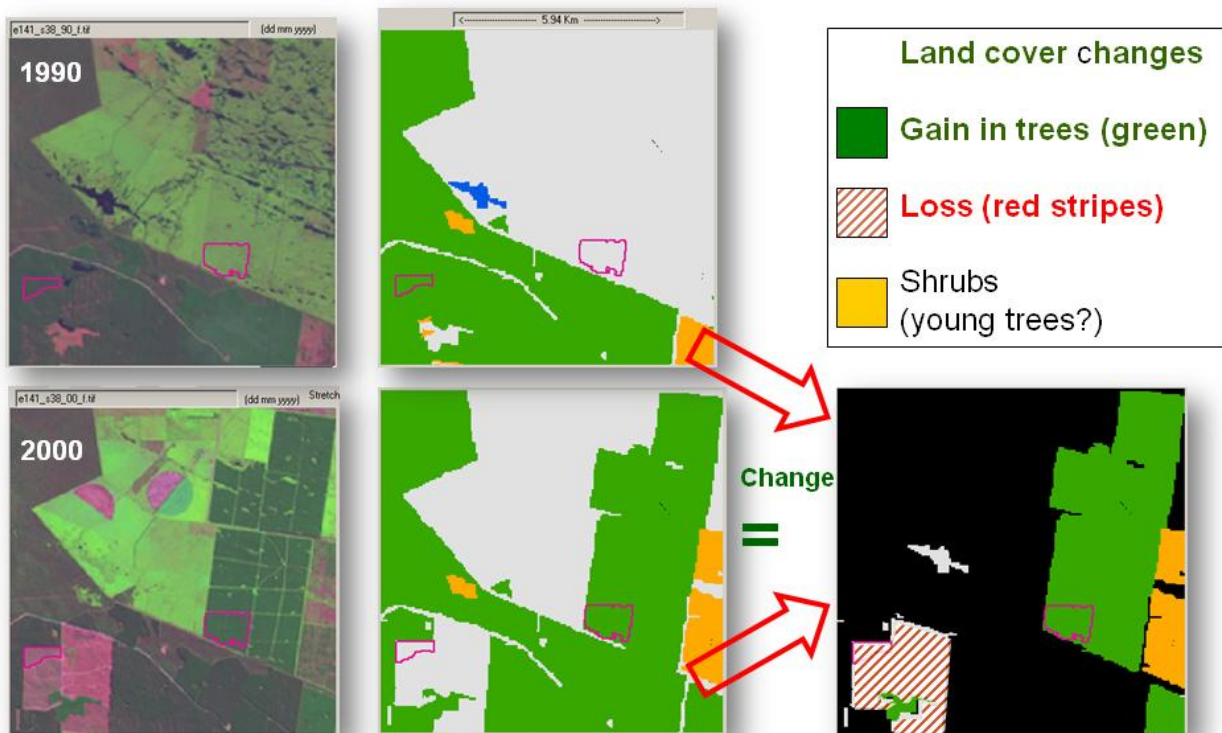 e141_s38_90_f.tif
(dd mm yyyy)
1990
<---------------------- 5.94 Km --------------------->
Land cover changes
Gain in trees (green)
Loss (red stripes)
Shrubs
(young trees?)
e141_s38_00_f.tif
(dd mm yyyy)
Stretch
2000
Change
=